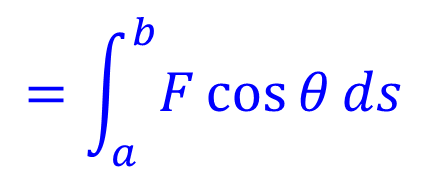 = ∫_a^b F cos θ ds